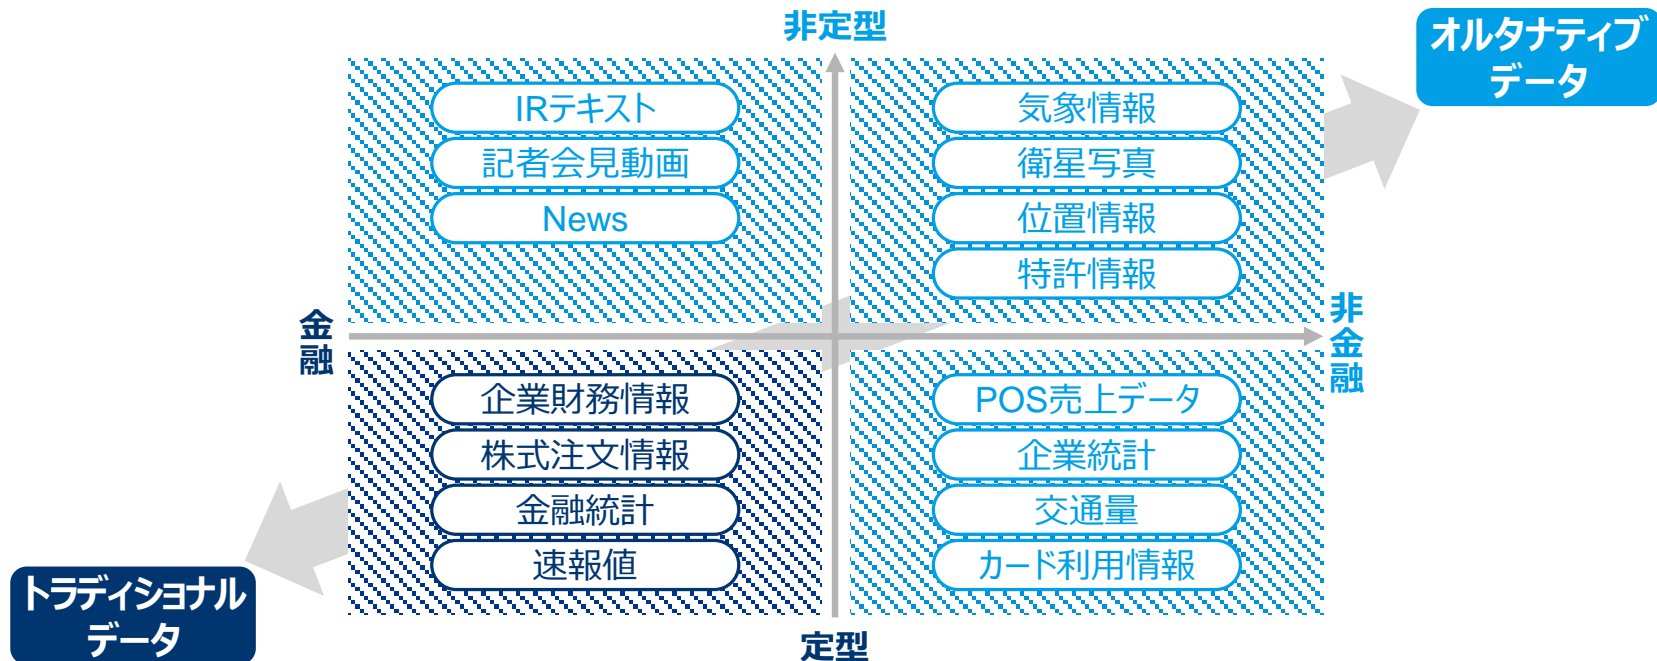 非定型
オルタナティブ
データ
IRテキスト
記者会見動画
News
気象情報
衛星写真
位置情報
特許情報
金融
非金融
企業財務情報
株式注文情報
金融統計
速報値
POS売上データ
企業統計
交通量
カード利用情報
トラディショナル
データ
定型